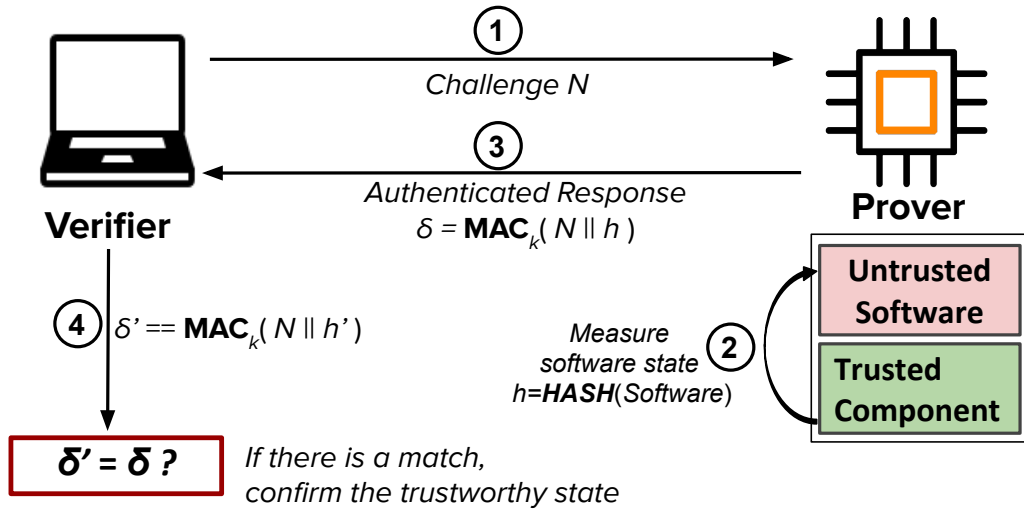 1
Challenge N
3
Authenticated Response
δ = MACₖ( N || h )
Verifier
Prover
4
δ’ == MACₖ( N || h’ )
Measure
software state
h=HASH(Software)
2
Untrusted
Software
Trusted
Component
δ’ = δ ?
If there is a match,
confirm the trustworthy state